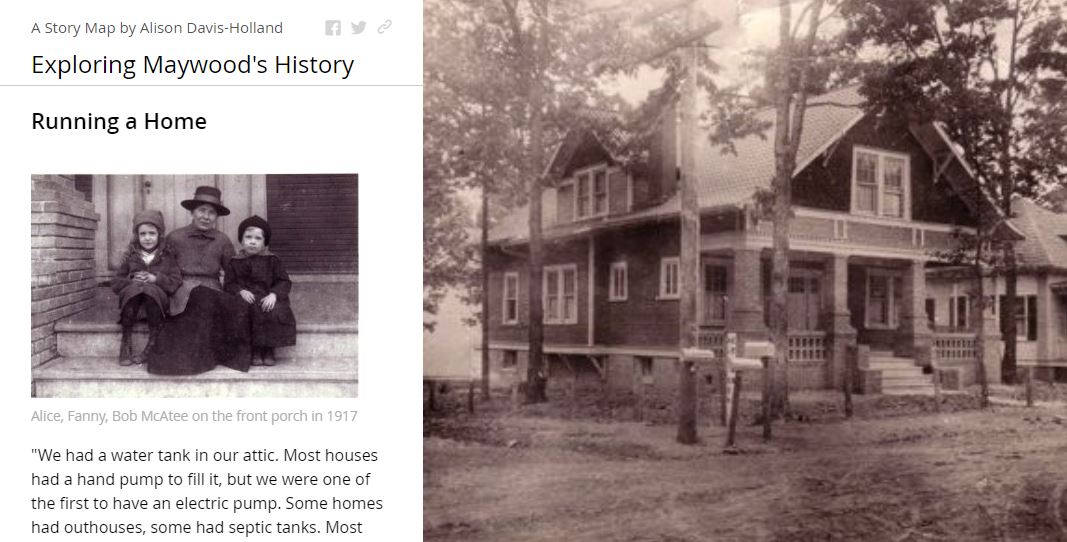 A Story Map by Alison Davis-Holland
Exploring Maywood's History
Running a Home
Alice, Fanny, Bob McAtee on the front porch in 1917
"We had a water tank in our attic. Most houses
had a hand pump to fill it, but we were one of
the first to have an electric pump. Some homes
had outhouses, some had septic tanks. Most